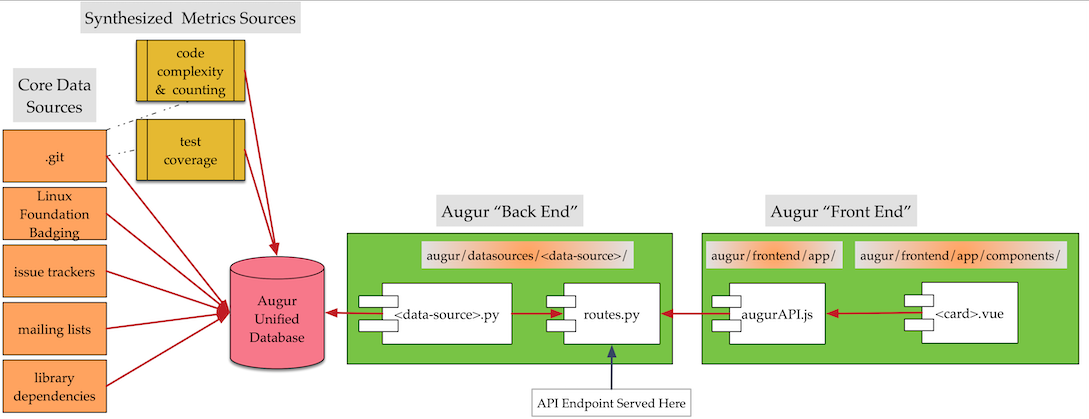 Synthesized Metrics Sources
code
complexity
& counting
Core Data
Sources
test
coverage
.git
Linux
Foundation
Badging
issue trackers
mailing lists
library
dependencies
Augur
Unified
Database
Augur “Back End”
augur/datasources/<data-source>/
<data-source>.py
routes.py
API Endpoint Served Here
Augur “Front End”
augur/frontend/app/
augur/frontend/app/components/
augurAPI.js
<card>.vue